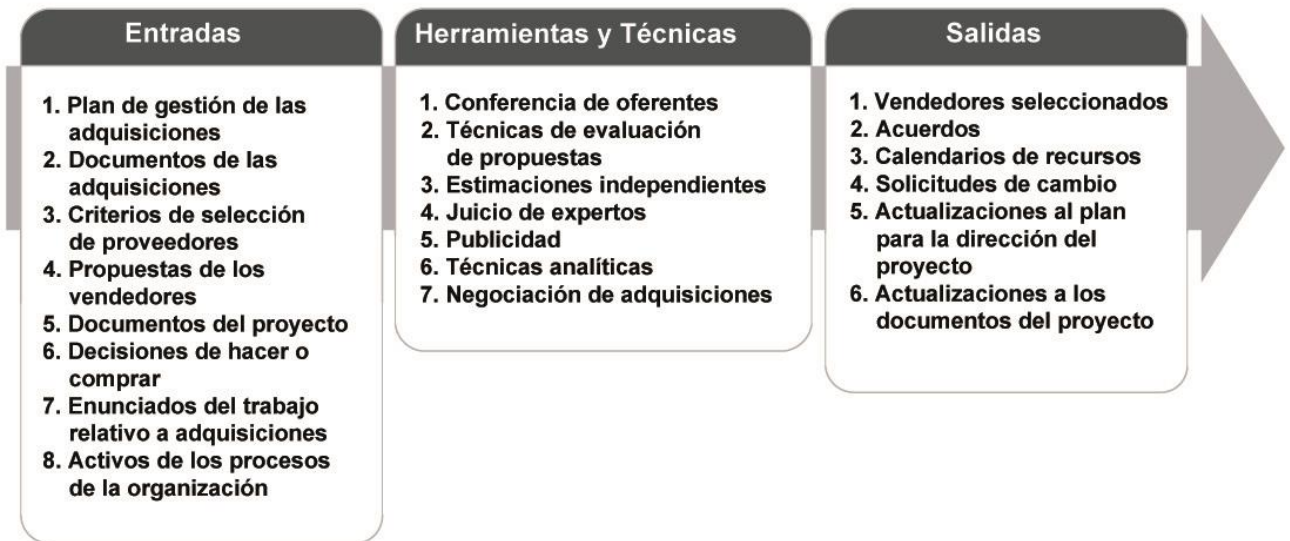 Entradas
1. Plan de gestión de las
adquisiciones
2. Documentos de las
adquisiciones
3. Criterios de selección
de proveedores
4. Propuestas de los
vendedores
5. Documentos del proyecto
6. Decisiones de hacer o
comprar
7. Enunciados del trabajo
relativo a adquisiciones
8. Activos de los procesos
de la organización
Herramientas y Técnicas
1. Conferencia de oferentes
2. Técnicas de evaluación
de propuestas
3. Estimaciones independientes
4. Juicio de expertos
5. Publicidad
6. Técnicas analíticas
7. Negociación de adquisiciones
Salidas
1. Vendedores seleccionados
2. Acuerdos
3. Calendarios de recursos
4. Solicitudes de cambio
5. Actualizaciones al plan
para la dirección del
proyecto
6. Actualizaciones a los
documentos del proyecto